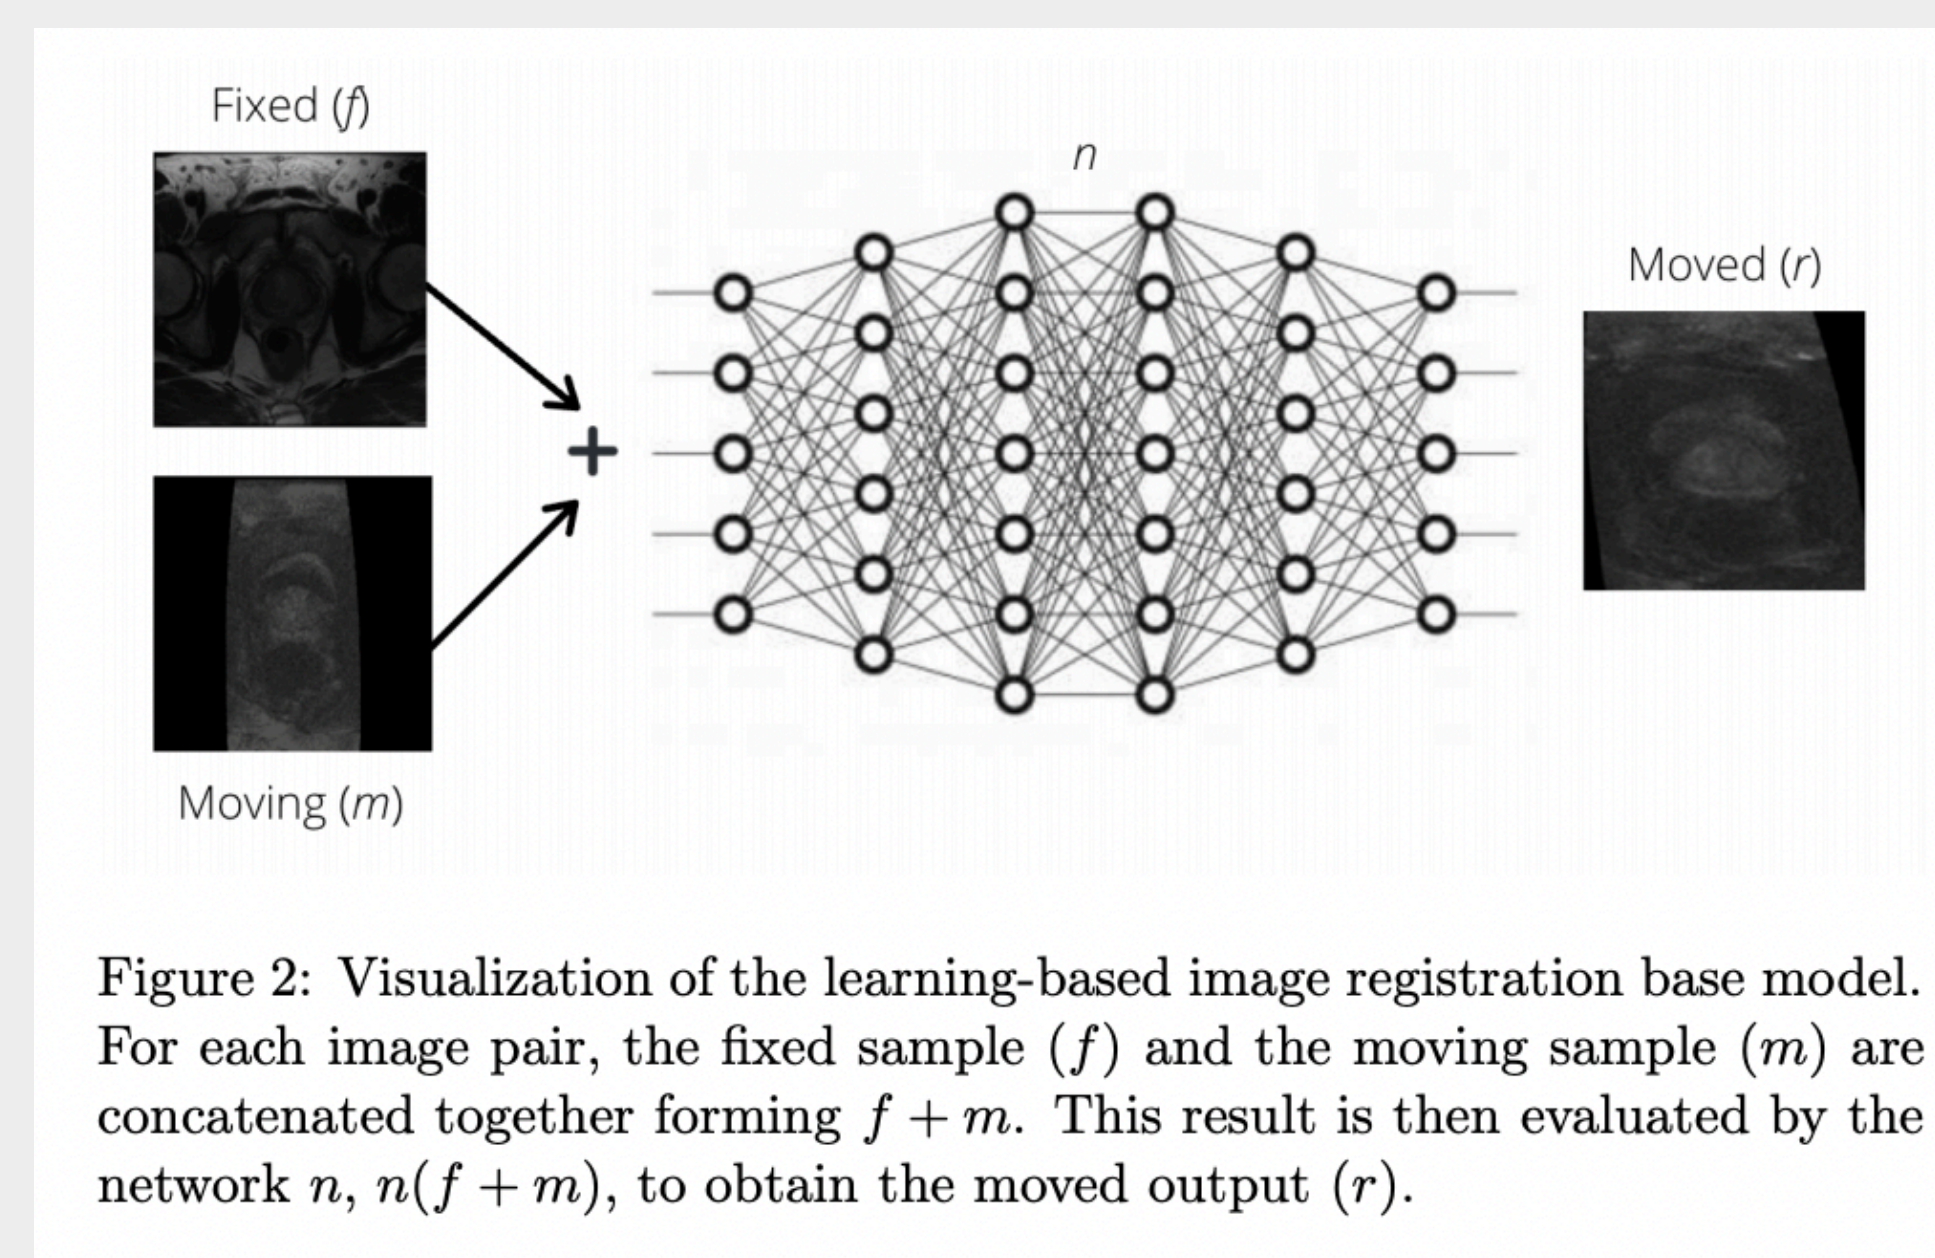 Fixed (f)
n
Moved (r)
+
Moving (m)
Figure 2: Visualization of the learning-based image registration base model.
For each image pair, the fixed sample (f) and the moving sample (m) are
concatenated together forming f + m. This result is then evaluated by the
network n, n(f + m), to obtain the moved output (r).